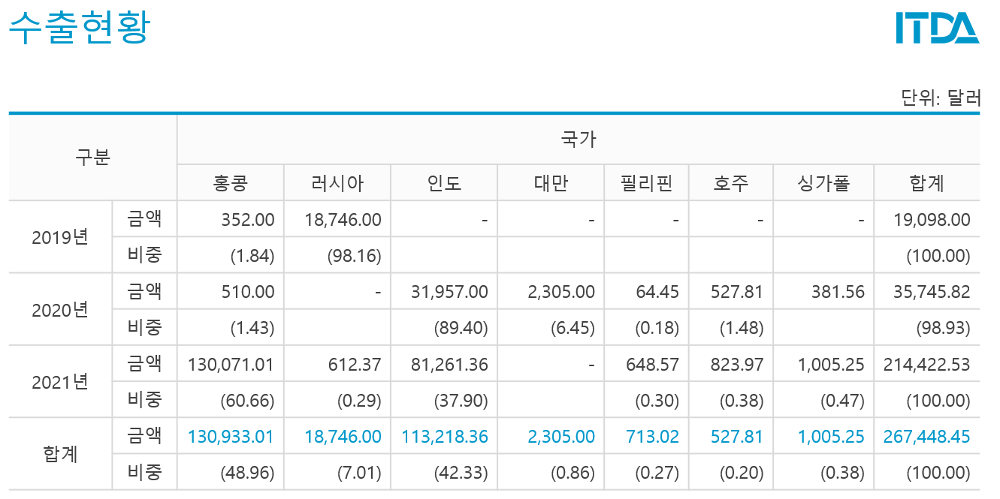 수출현황
ITDA
단위: 달러
구분 국가
홍콩 러시아 인도 대만 필리핀 호주 싱가폴 합계
2019년 금액 352.00 18,746.00 - - - - - 19,098.00
비중 (1.84) (98.16) (100.00)
2020년 금액 510.00 - 31,957.00 2,305.00 64.45 527.81 381.56 35,745.82
비중 (1.43) (89.40) (6.45) (0.18) (1.48) (98.93)
2021년 금액 130,071.01 612.37 81,261.36 - 648.57 823.97 1,005.25 214,422.53
비중 (60.66) (0.29) (37.90) (0.30) (0.38) (0.47) (100.00)
합계 금액 130,933.01 18,746.00 113,218.36 2,305.00 713.02 527.81 1,005.25 267,448.45
비중 (48.96) (7.01) (42.33) (0.86) (0.27) (0.20) (0.38) (100.00)